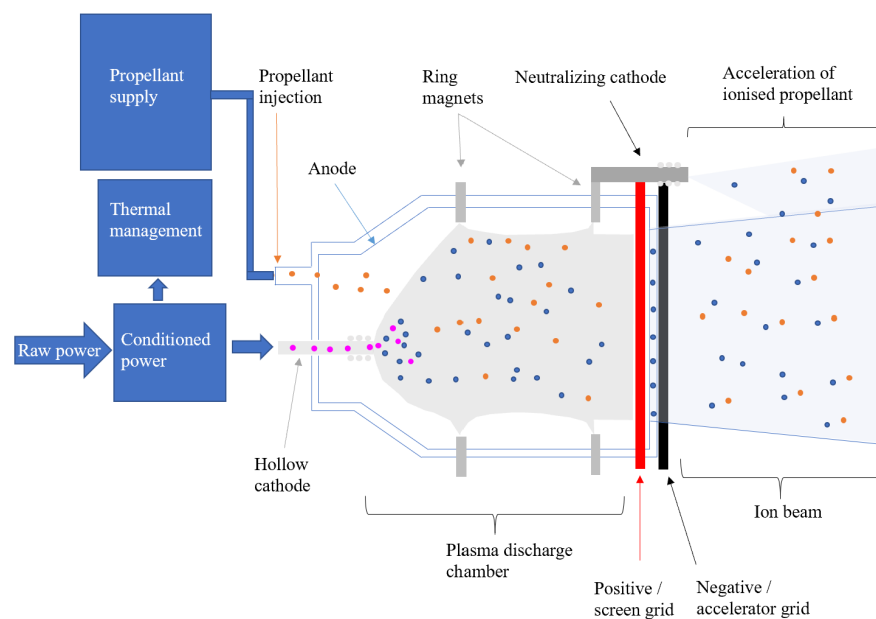 Propellant
supply
Propellant
injection
Ring
magnets
Neutralizing cathode
Acceleration of
ionised propellant
Anode
Thermal
management
Raw power
Conditioned
power
Hollow
cathode
Plasma discharge
chamber
Ion beam
Positive /
screen grid
Negative /
accelerator grid